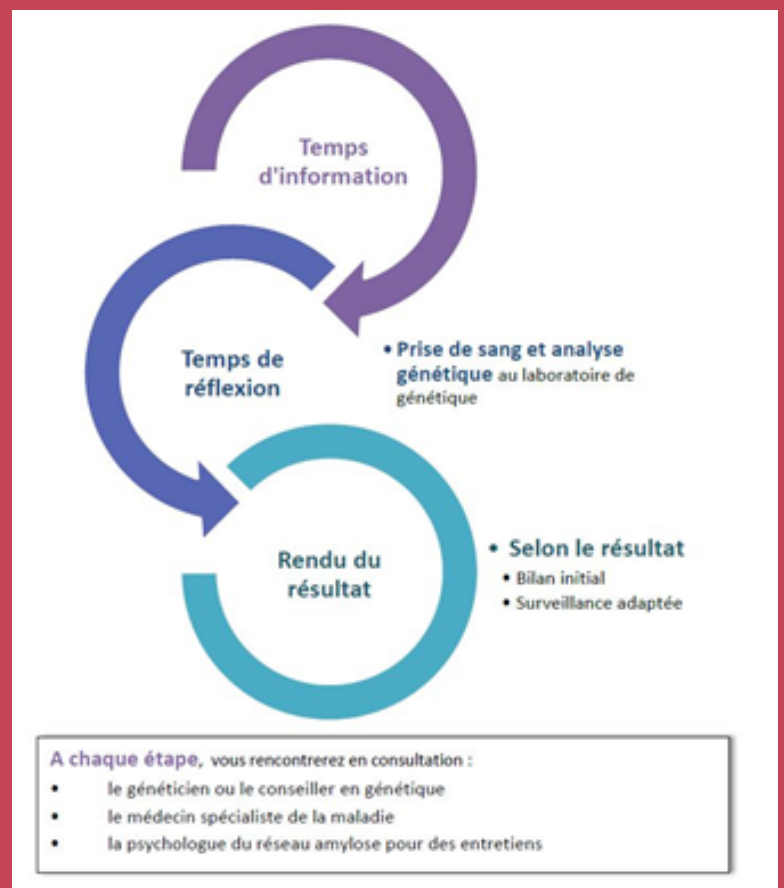 Temps
d'information
Temps de
réflexion
• Prise de sang et analyse
génétique au laboratoire de
génétique
Rendu du
résultat
• Selon le résultat
• Bilan initial
• Surveillance adaptée
A chaque étape, vous rencontrerez en consultation :
• le généticien ou le conseiller en génétique
• le médecin spécialiste de la maladie
• la psychologue du réseau amylose pour des entretiens